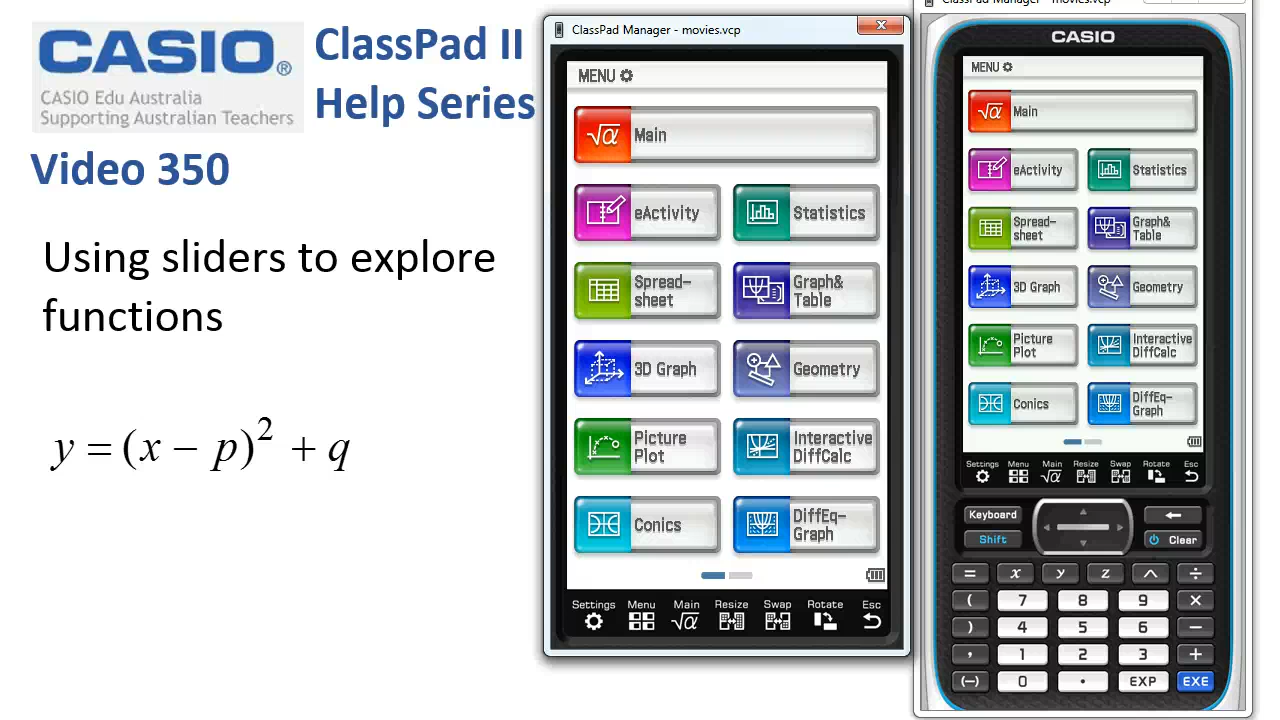 CASIO®
CASIO Edu Australia
Supporting Australian Teachers
ClassPad II
Help Series
Video 350
Using sliders to explore
functions
y = (x − p)² + q
ClassPad Manager - movies.vcp
MENU
√α Main
eActivity
Statistics
Spread-
sheet
Graph&
Table
3D Graph
Geometry
Picture
Plot
Interactive
DiffCalc
Conics
DiffEq-
Graph
Settings Menu Main Resize Swap Rotate Esc
√α
ClassPad Manager - movies.vcp
CASIO
MENU
√α Main
eActivity
Statistics
Spread-
sheet
Graph&
Table
3D Graph
Geometry
Picture
Plot
Interactive
DiffCalc
Conics
DiffEq-
Graph
Settings Menu Main Resize Swap Rotate Esc
√α
Keyboard
Shift
Clear
= x y z ^ ÷
( 7 8 9 ×
) 4 5 6 −
, 1 2 3 +
(−) 0 . EXP EXE